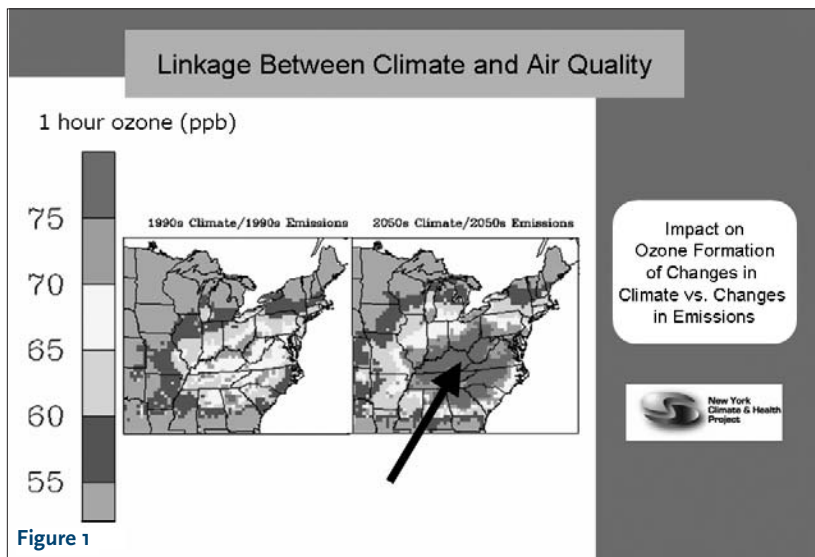 Linkage Between Climate and Air Quality
1 hour ozone (ppb)
75
70
65
60
55
1990s Climate/1990s Emissions
2050s Climate/2050s Emissions
Impact on
Ozone Formation
of Changes in
Climate vs. Changes
in Emissions
New York
Climate & Health
Project
Figure 1